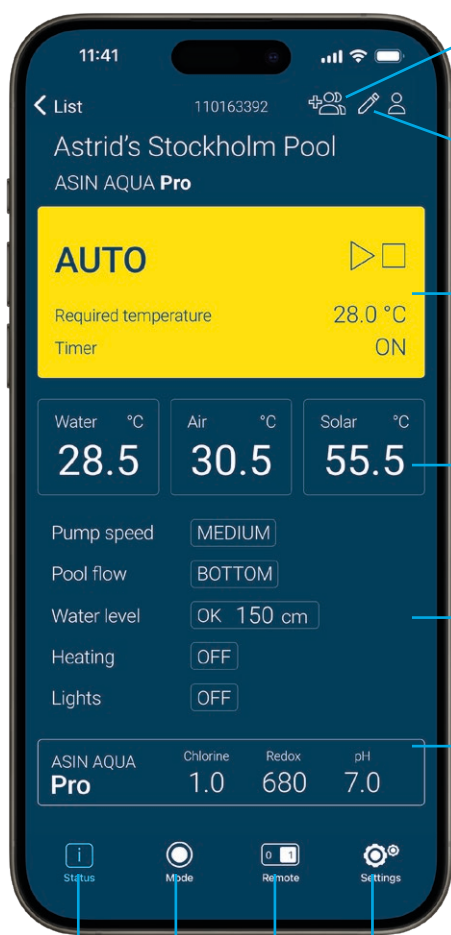 11:41
List 110163392
Astrid's Stockholm Pool
ASIN AQUA Pro
AUTO
Required temperature 28.0 °C
Timer ON
Water °C Air °C Solar °C
28.5 30.5 55.5
Pump speed MEDIUM
Pool flow BOTTOM
Water level OK 150 cm
Heating OFF
Lights OFF
ASIN AQUA Chlorine Redox pH
Pro 1.0 680 7.0
i 0 1
Status Mode Remote Settings